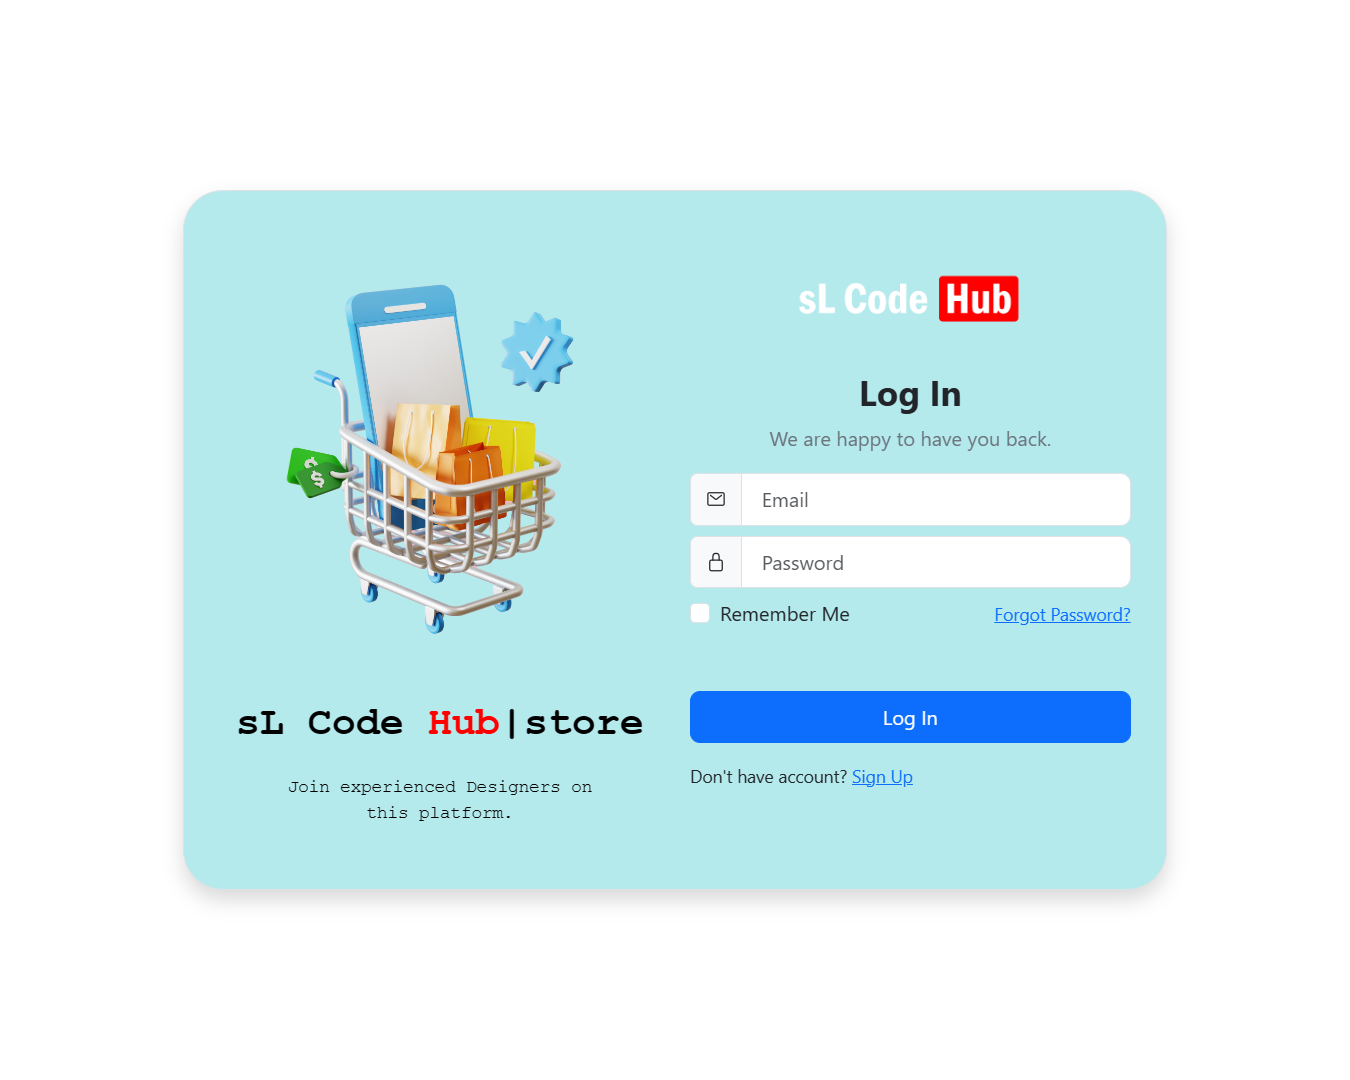 sL Code Hub
Log In
We are happy to have you back.
Email
Password
Remember Me
Forgot Password?
Log In
Don't have account? Sign Up
sL Code Hub|store
Join experienced Designers on
this platform.